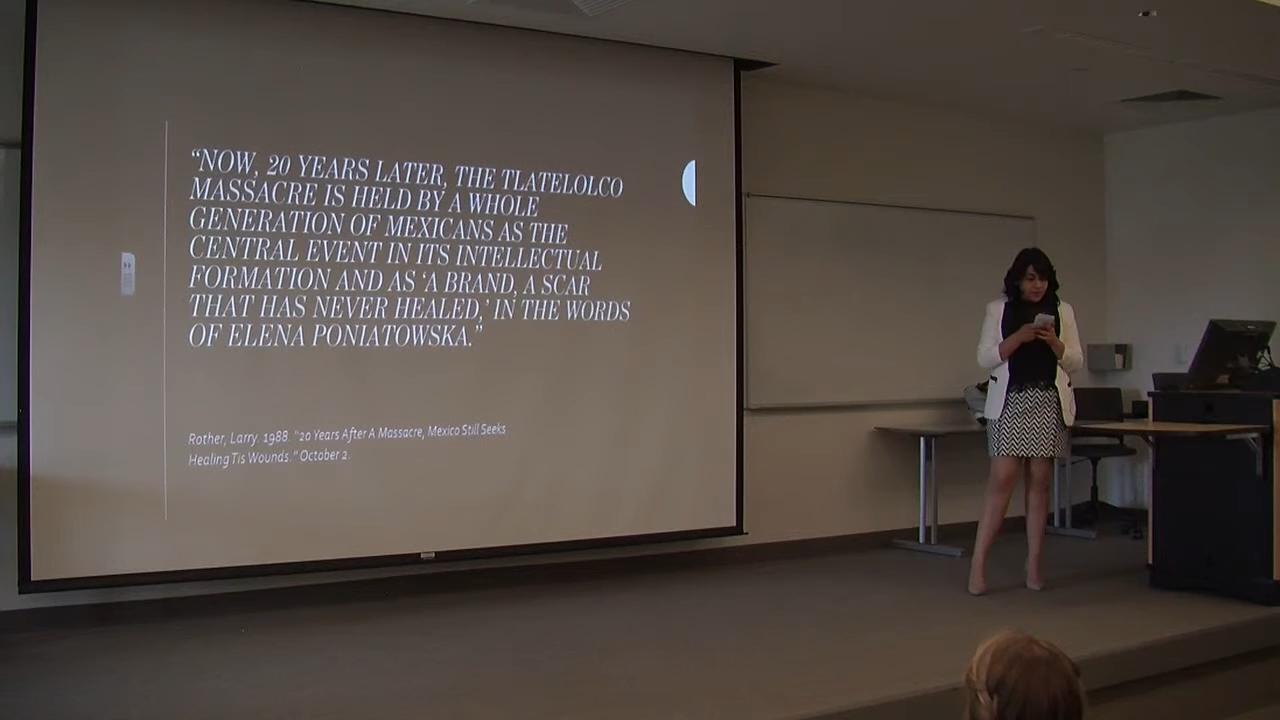 “NOW, 20 YEARS LATER, THE TLATELOLCO
MASSACRE IS HELD BY A WHOLE
GENERATION OF MEXICANS AS THE
CENTRAL EVENT IN ITS INTELLECTUAL
FORMATION AND AS ‘A BRAND, A SCAR
THAT HAS NEVER HEALED,’ IN THE WORDS
OF ELENA PONIATOWSKA.”
Rother, Larry. 1988. “20 Years After A Massacre, Mexico Still Seeks
Healing Tis Wounds.” October 2.